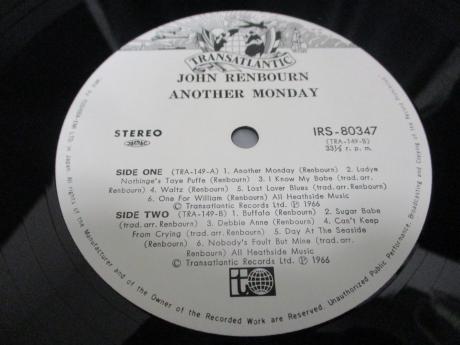 TRANSATLANTIC
JOHN RENBOURN
ANOTHER MONDAY
STEREO
IRS-80347
(TRA-149-B)
33⅓ r. p. m.
SIDE ONE (TRA-149-A) 1. Another Monday (Renbourn) 2. Ladye
Nothinge's Toye Puffe (Renbourn) 3. I Know My Babe (trad. arr.
Renbourn) 4. Waltz (Renbourn) 5. Lost Lover Blues (trad. arr. Renbourn)
6. One For William (Renbourn) All Heathside Music
© Transatlantic Records Ltd. ℗ 1966
SIDE TWO (TRA-149-B) 1. Buffalo (Renbourn) 2. Sugar Babe
(trad. arr. Renbourn) 3. Debbie Anne (Renbourn) 4. Can't Keep
From Crying (trad. arr. Renbourn) 5. Day At The Seaside
(Renbourn) 6. Nobody's Foult But Mine (trad. arr.
Renbourn) All Heathside Music
© Transatlantic Records Ltd. ℗ 1966
of the Manufacturer and of the Owner of the Recorded Work are Reserved. Unauthorized Public Performance, Broadcasting and Copying